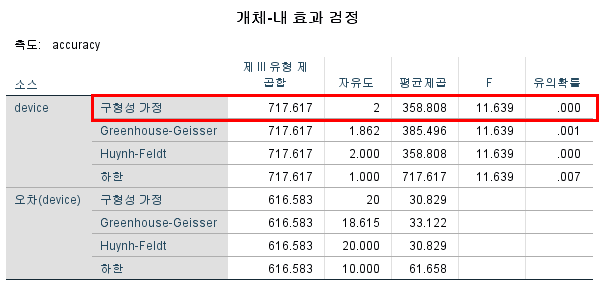 개체-내 효과 검정
측도: accuracy
소스 제 III 유형 제곱합 자유도 평균제곱 F 유의확률
device 구형성 가정 717.617 2 358.808 11.639 .000
Greenhouse-Geisser 717.617 1.862 385.496 11.639 .001
Huynh-Feldt 717.617 2.000 358.808 11.639 .000
하한 717.617 1.000 717.617 11.639 .007
오차(device) 구형성 가정 616.583 20 30.829
Greenhouse-Geisser 616.583 18.615 33.122
Huynh-Feldt 616.583 20.000 30.829
하한 616.583 10.000 61.658